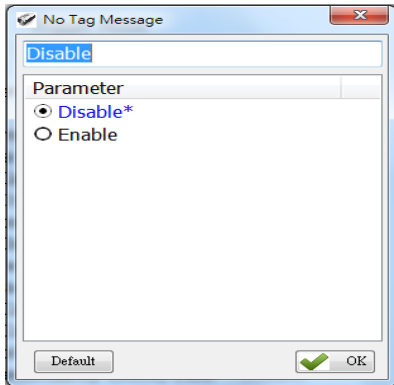 No Tag Message
Disable
Parameter
Disable*
Enable
Default
OK